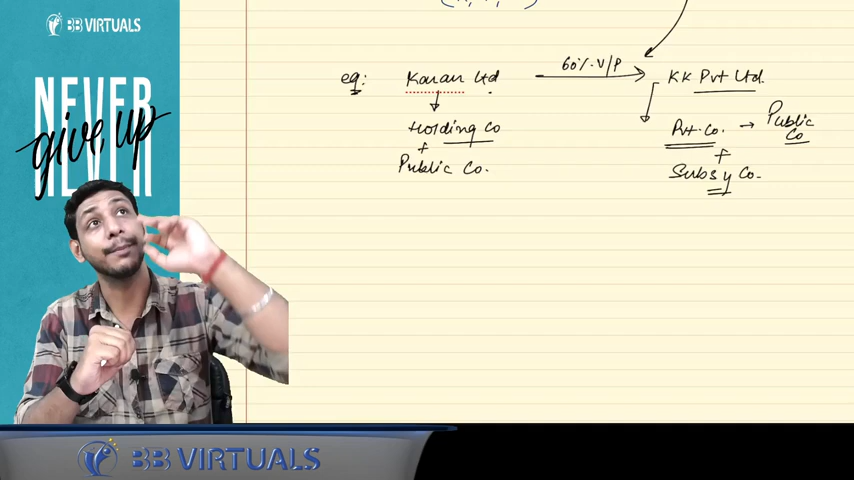 BB VIRTUALS
NEVER
give up
NEVER
eg: Karan Ltd 60% V/P KK Pvt Ltd.
Holding Co
+
Public Co.
Pvt. Co. → Public Co
+
Subsy Co.
BB VIRTUALS